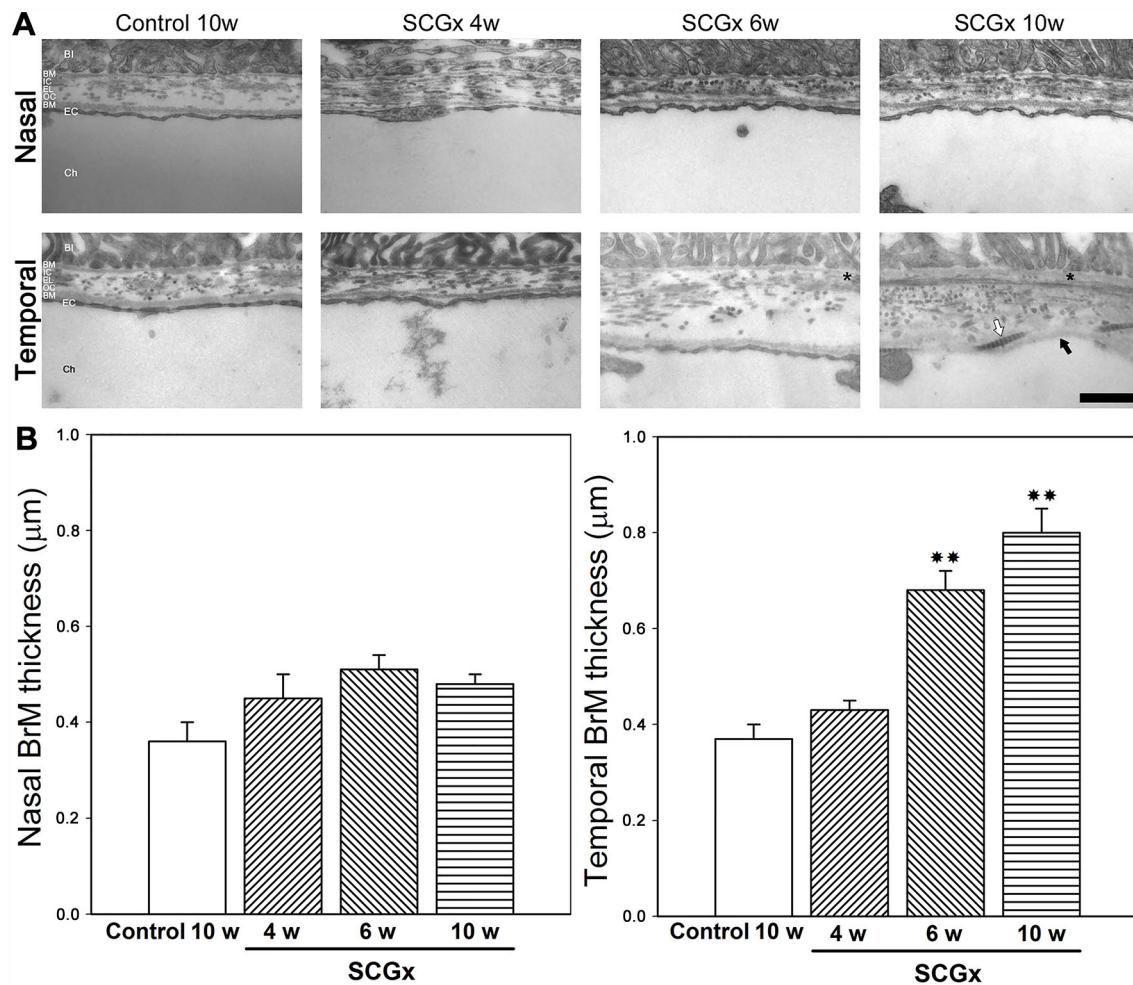 A
Control 10w
SCGx 4w
SCGx 6w
SCGx 10w
Nasal
BI
BM
IC
EL
OC
BM
EC
Ch
Temporal
BI
BM
IC
EL
OC
BM
EC
Ch
*
*
B
Nasal BrM thickness (μm)
1.0
0.8
0.6
0.4
0.2
0.0
Control 10 w
4 w
6 w
10 w
SCGx
Temporal BrM thickness (μm)
1.0
0.8
0.6
0.4
0.2
0.0
**
**
Control 10 w
4 w
6 w
10 w
SCGx